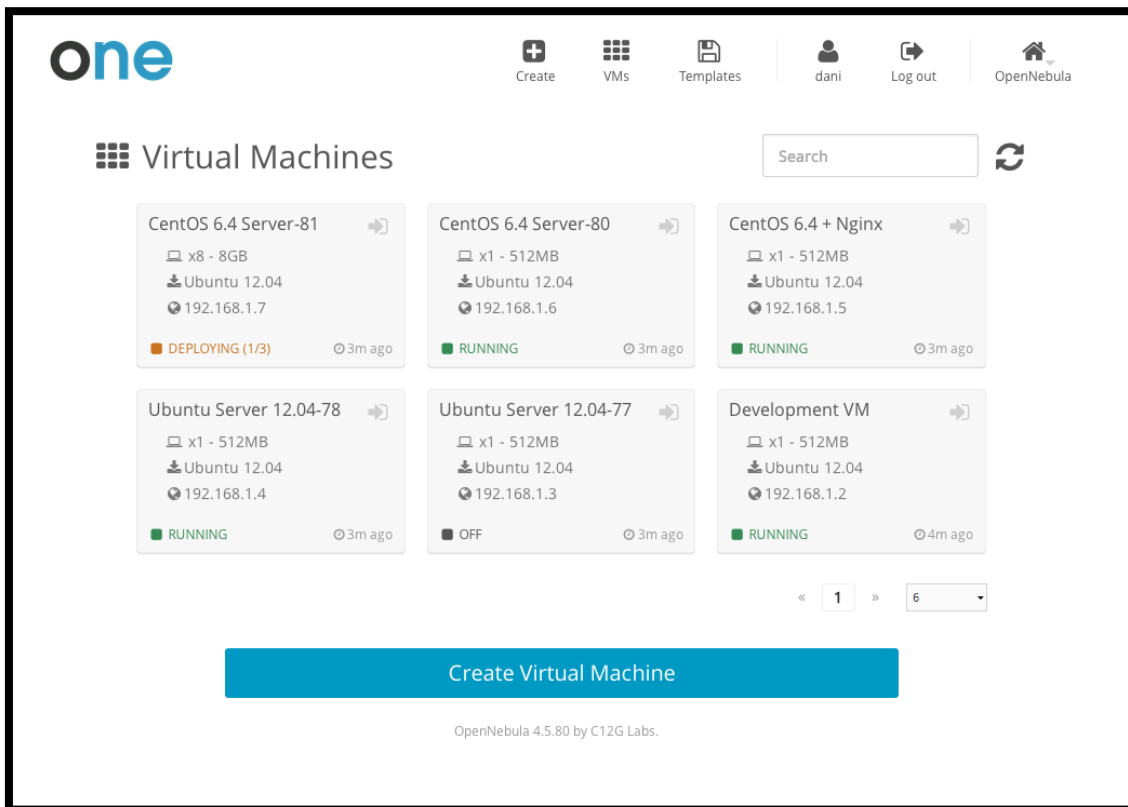 one
Create VMs Templates dani Log out OpenNebula
Virtual Machines
Search
CentOS 6.4 Server-81
x8 - 8GB
Ubuntu 12.04
192.168.1.7
DEPLOYING (1/3) 3m ago
CentOS 6.4 Server-80
x1 - 512MB
Ubuntu 12.04
192.168.1.6
RUNNING 3m ago
CentOS 6.4 + Nginx
x1 - 512MB
Ubuntu 12.04
192.168.1.5
RUNNING 3m ago
Ubuntu Server 12.04-78
x1 - 512MB
Ubuntu 12.04
192.168.1.4
RUNNING 3m ago
Ubuntu Server 12.04-77
x1 - 512MB
Ubuntu 12.04
192.168.1.3
OFF 3m ago
Development VM
x1 - 512MB
Ubuntu 12.04
192.168.1.2
RUNNING 4m ago
« 1 » 6
Create Virtual Machine
OpenNebula 4.5.80 by C12G Labs.